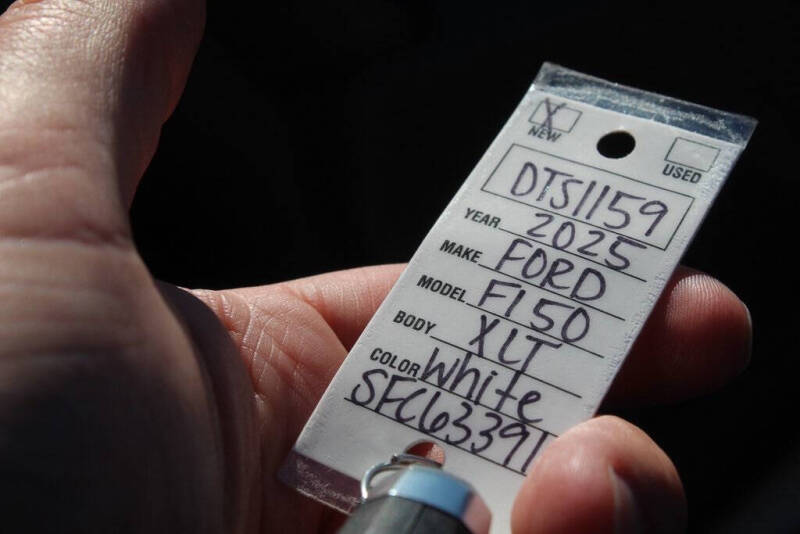 X
NEW USED
DTS1159
YEAR 2025
MAKE FORD
MODEL F150
BODY XLT
COLOR White
SFC63391